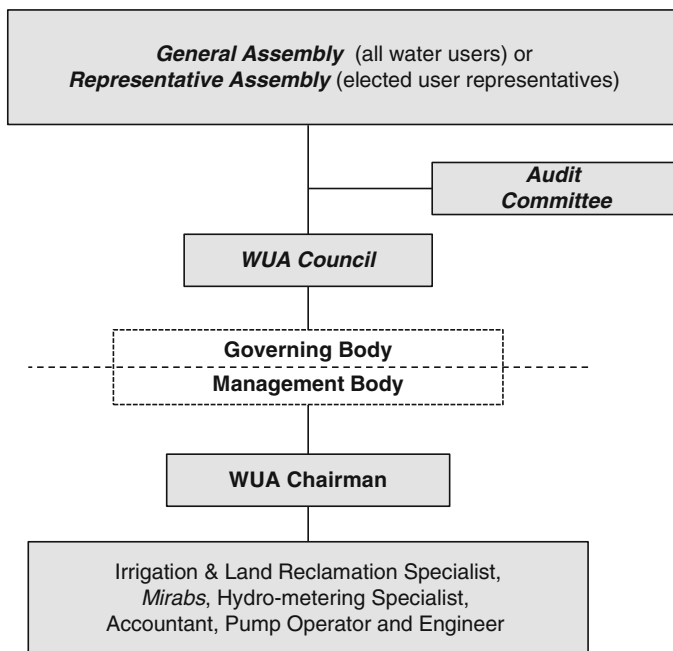 General Assembly (all water users) or
Representative Assembly (elected user representatives)
Audit
Committee
WUA Council
Governing Body
Management Body
WUA Chairman
Irrigation & Land Reclamation Specialist,
Mirabs, Hydro-metering Specialist,
Accountant, Pump Operator and Engineer